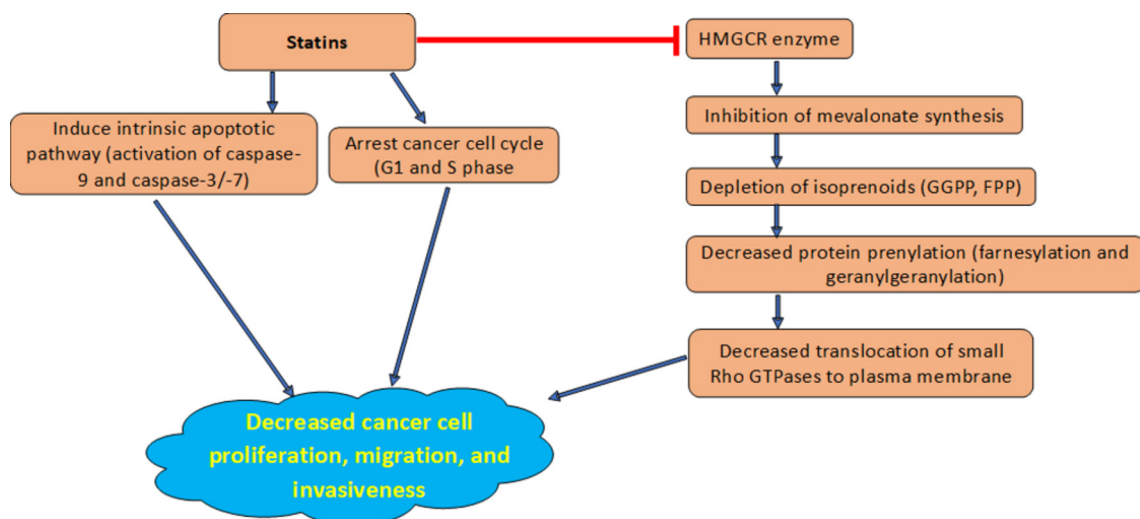 Statins
HMGCR enzyme
Induce intrinsic apoptotic
pathway (activation of caspase-
9 and caspase-3/-7)
Arrest cancer cell cycle
(G1 and S phase
Inhibition of mevalonate synthesis
Depletion of isoprenoids (GGPP, FPP)
Decreased protein prenylation (farnesylation and
geranylgeranylation)
Decreased translocation of small
Rho GTPases to plasma membrane
Decreased cancer cell
proliferation, migration, and
invasiveness